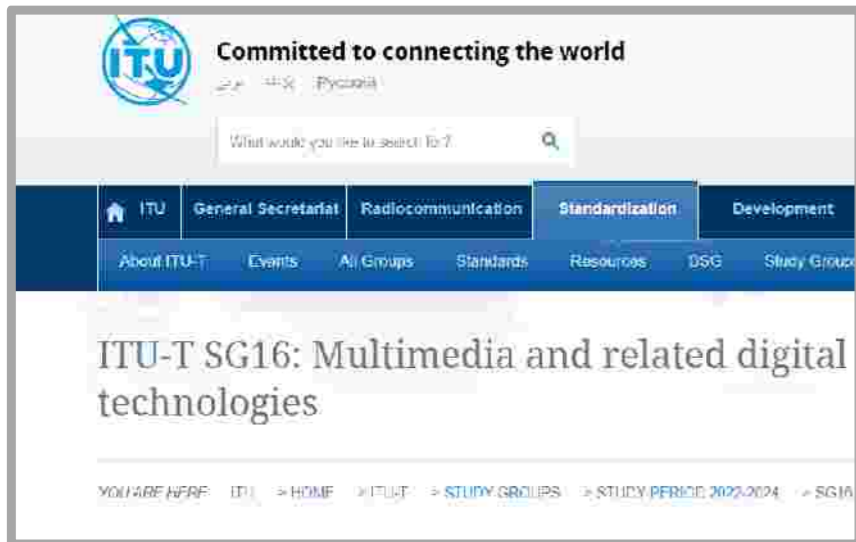 ITU
Committed to connecting the world
Русский
What would you like to search for?
ITU General Secretariat Radiocommunication Standardization Development
About ITU-T Events All Groups Standards Resources DSG Study Groups
ITU-T SG16: Multimedia and related digital
technologies
YOU ARE HERE ITU > HOME > ITU-T > STUDY GROUPS > STUDY PERIOD 2022-2024 > SG16